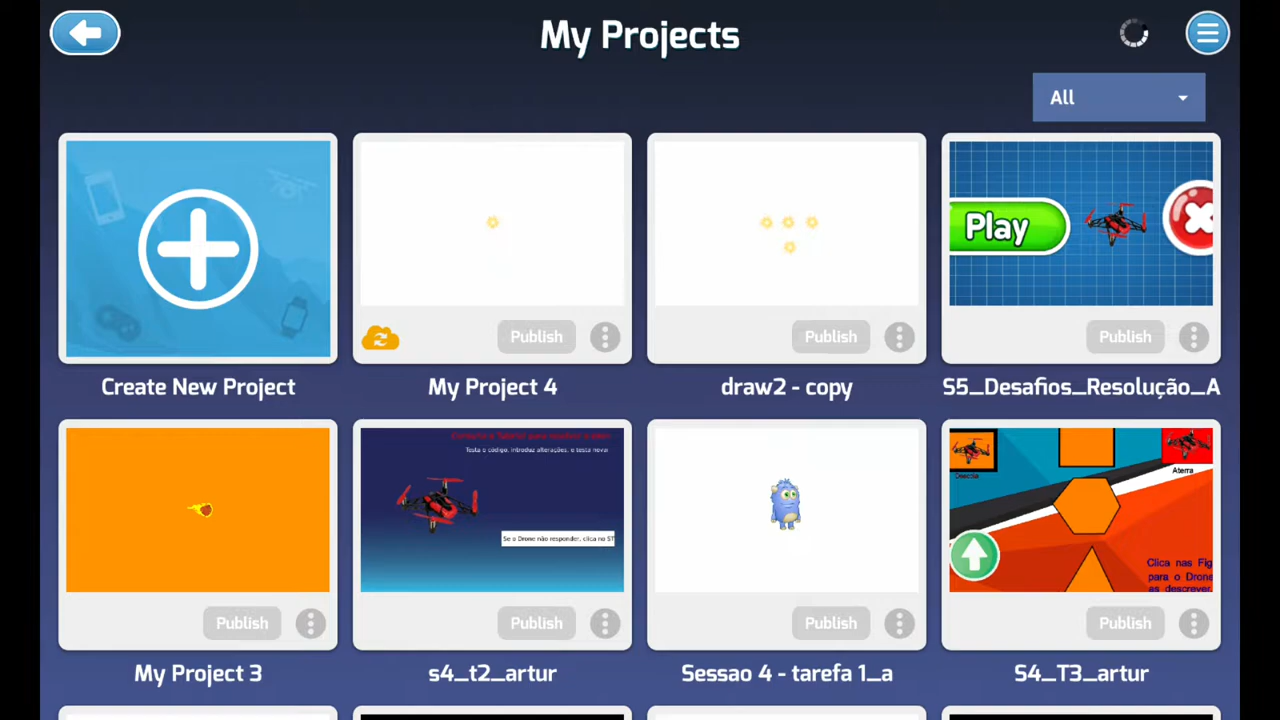 My Projects
All
Play
Publish
Publish
Publish
Create New Project
My Project 4
draw2 - copy
S5_Desafios_Resolução_A
Testa o código, introduz alterações, e testa nova
Se o Drone não responder, clica no ST
Descola
Aterra
Clica nas Fig
para o Drone
as descrever.
Publish
Publish
Publish
Publish
My Project 3
s4_t2_artur
Sessao 4 - tarefa 1_a
S4_T3_artur